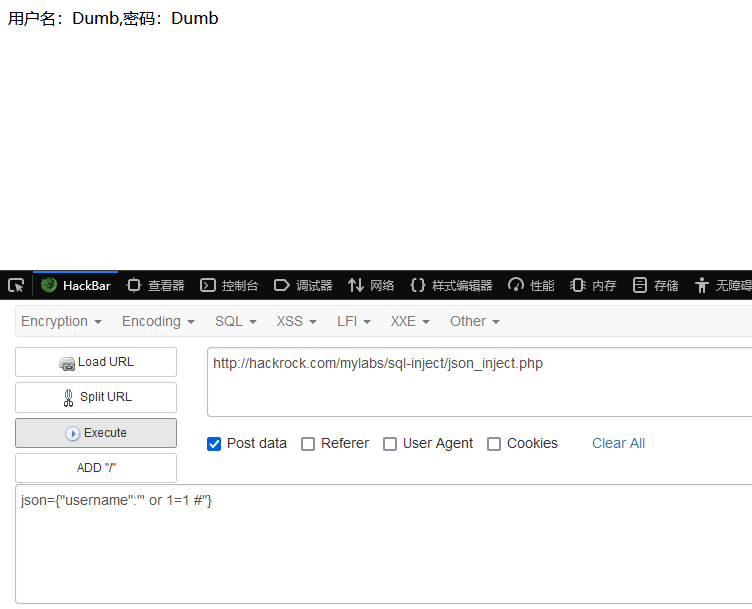 用户名：Dumb,密码：Dumb
HackBar 查看器 控制台 调试器 网络 样式编辑器 性能 内存 存储 无障碍
Encryption Encoding SQL XSS LFI XXE Other
Load URL
http://hackrock.com/mylabs/sql-inject/json_inject.php
Split URL
Execute
Post data Referer User Agent Cookies Clear All
ADD "/"
json={"username":"' or 1=1 #"}